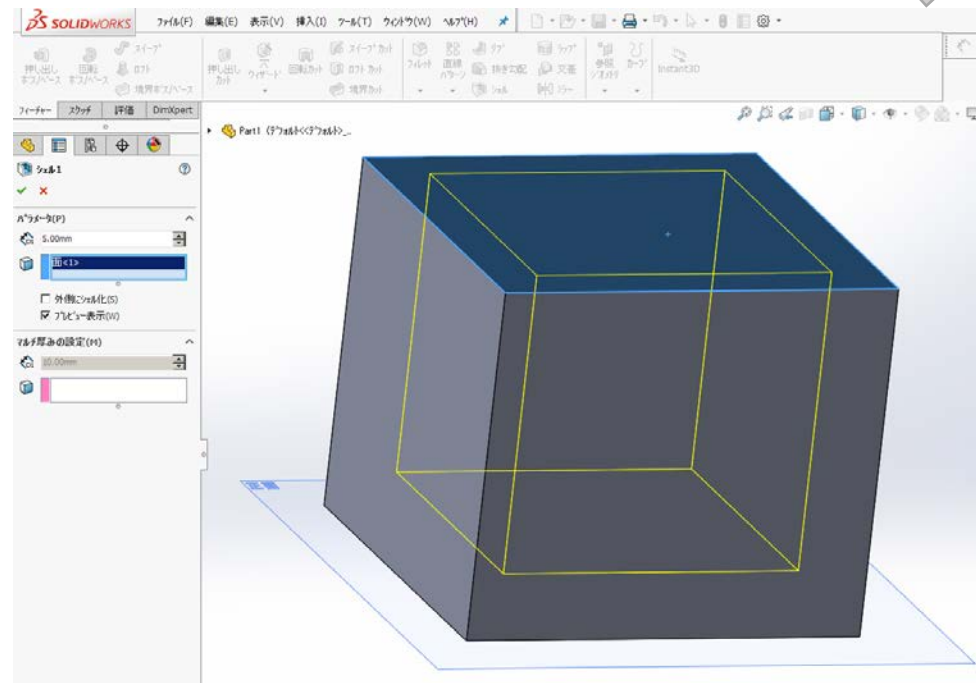 SOLIDWORKS ファイル(F) 編集(E) 表示(V) 挿入(I) ツール(T) ウィンドウ(W) ヘルプ(H)
押し出し ボス/ベース 回転 ボス/ベース スイープ ロフト 境界ボス/ベース
押し出し カット 穴 ウィザード 回転カット スイープ カット ロフト カット 境界カット
フィレット 直線 パターン リブ 抜き勾配 シェル ラップ 交差 ミラー
参照 ジオメトリ カーブ Instant3D
フィーチャー スケッチ 評価 DimXpert
Part1 (デフォルト<<デフォルト>_...
シェル1
パラメータ(P)
5.00mm
面<1>
外側にシェル化(S)
プレビュー表示(W)
マルチ厚みの設定(M)
10.00mm